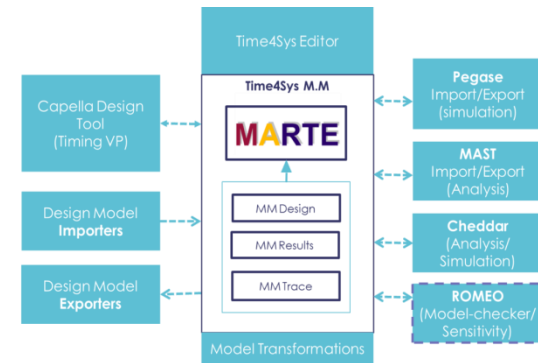 Time4Sys Editor
Time4Sys M.M
MARTE
MM Design
MM Results
MM Trace
Model Transformations
Capella Design
Tool
(Timing VP)
Design Model
Importers
Design Model
Exporters
Pegase
Import/Export
(simulation)
MAST
Import/Export
(Analysis)
Cheddar
(Analysis/
Simulation)
ROMEO
(Model-checker/
Sensitivity)